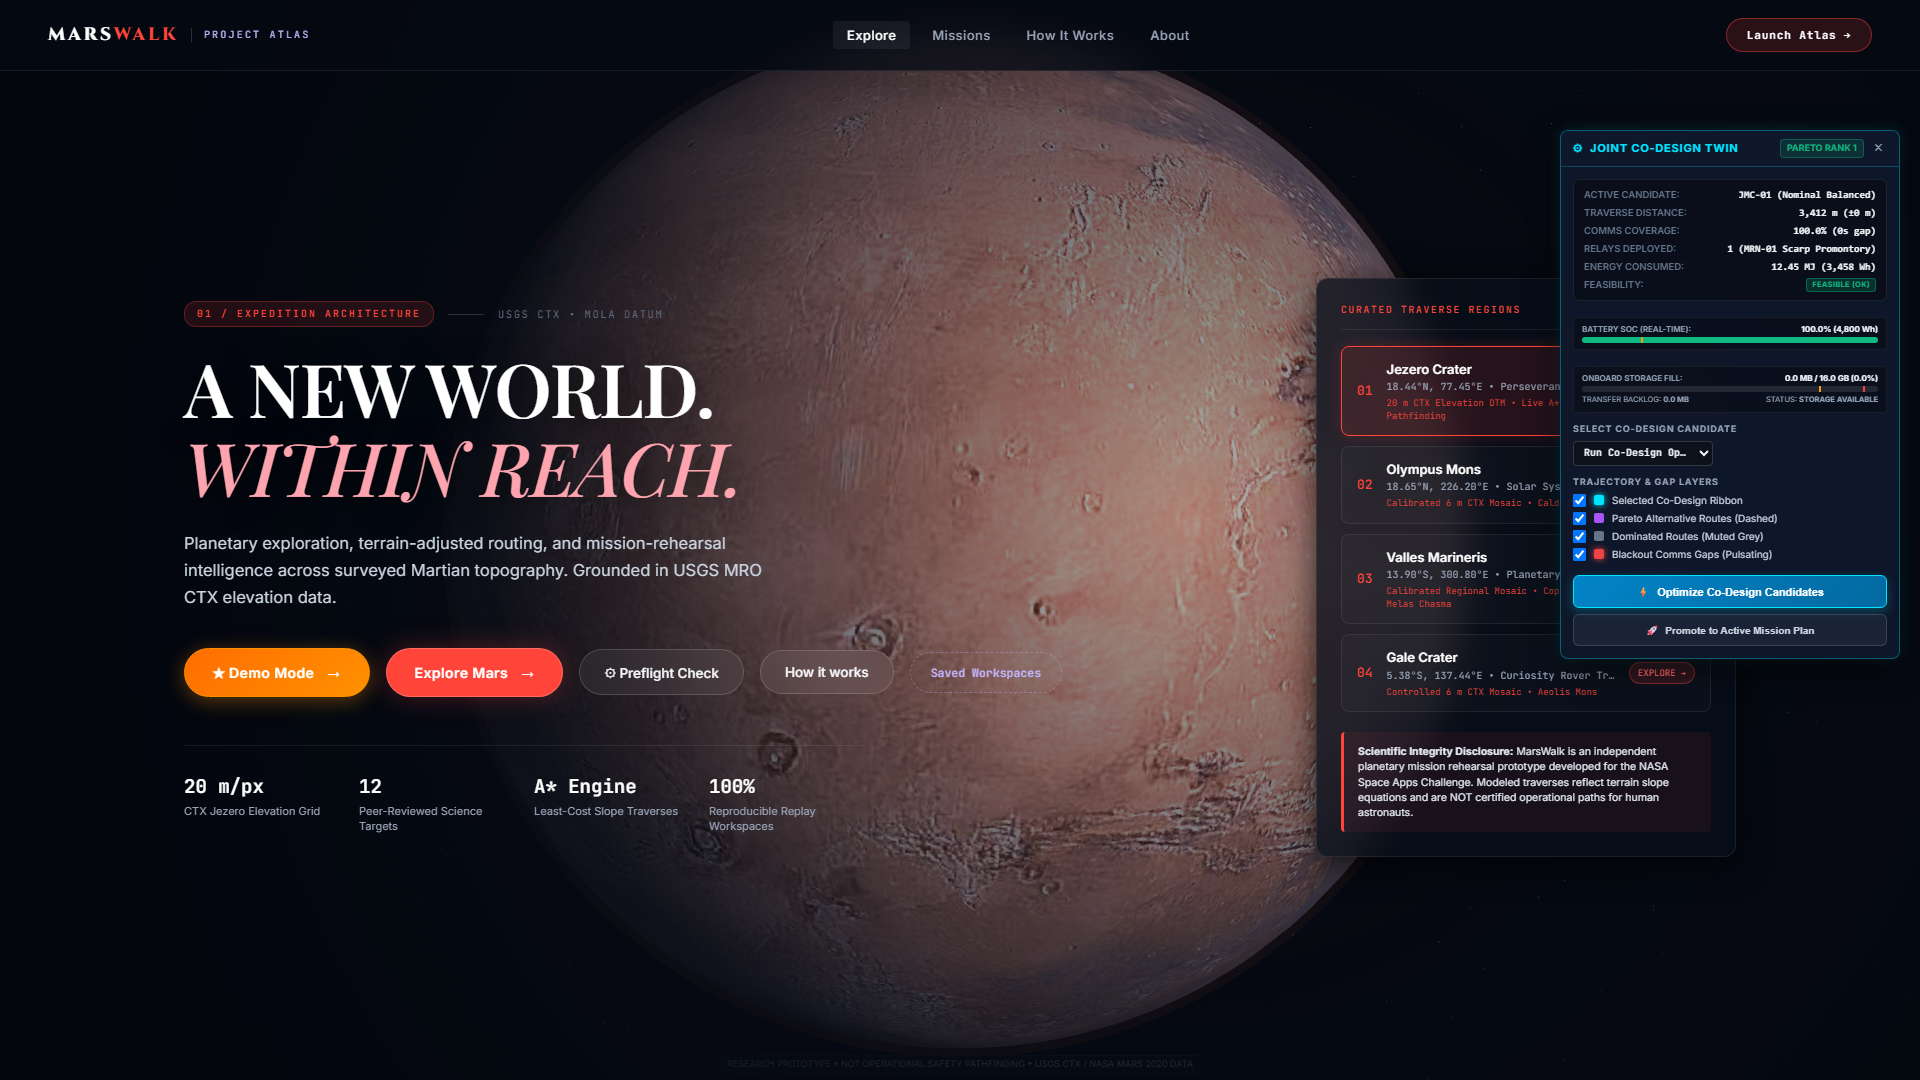 MARSWALK
PROJECT ATLAS
Explore
Missions
How It Works
About
Launch Atlas →
01 / EXPEDITION ARCHITECTURE
USGS CTX • MOLA DATUM
A NEW WORLD.
WITHIN REACH.
Planetary exploration, terrain-adjusted routing, and mission-rehearsal
intelligence across surveyed Martian topography. Grounded in USGS MRO
CTX elevation data.
★ Demo Mode →
Explore Mars →
⚙ Preflight Check
How it works
Saved Workspaces
20 m/px
CTX Jezero Elevation Grid
12
Peer-Reviewed Science
Targets
A* Engine
Least-Cost Slope Traverses
100%
Reproducible Replay
Workspaces
CURATED TRAVERSE REGIONS
01
Jezero Crater
18.44°N, 77.45°E •
20 m CTX Elevation DTM • Live A*
Pathfinding
02
Olympus Mons
18.65°N, 226.20°E • Solar
Calibrated 6 m CTX Mosaic •
03
Valles Marineris
13.90°S, 300.80°E • Planetary
Calibrated Regional Mosaic •
Melas Chasma
04
Gale Crater
5.38°S, 137.44°E • Curiosity Rover Tr…
Controlled 6 m CTX Mosaic • Aeolis Mons
EXPLORE →
Scientific Integrity Disclosure: MarsWalk is an independent
planetary mission rehearsal prototype developed for the NASA
Space Apps Challenge. Modeled traverses reflect terrain slope
equations and are NOT certified operational paths for human
astronauts.
⚙ JOINT CO-DESIGN TWIN
PARETO RANK 1
✕
ACTIVE CANDIDATE: JMC-01 (Nominal Balanced)
TRAVERSE DISTANCE: 3,412 m (±0 m)
COMMS COVERAGE: 100.0% (0s gap)
RELAYS DEPLOYED: 1 (MRN-01 Scarp Promontory)
ENERGY CONSUMED: 12.45 MJ (3,458 Wh)
FEASIBILITY: FEASIBLE (OK)
BATTERY SOC (REAL-TIME): 100.0% (4,800 Wh)
ONBOARD STORAGE FILL: 0.0 MB / 16.0 GB (0.0%)
TRANSFER BACKLOG: 0.0 MB STATUS: STORAGE AVAILABLE
SELECT CO-DESIGN CANDIDATE
Run Co-Design Op…
TRAJECTORY & GAP LAYERS
Selected Co-Design Ribbon
Pareto Alternative Routes (Dashed)
Dominated Routes (Muted Grey)
Blackout Comms Gaps (Pulsating)
⚡ Optimize Co-Design Candidates
🚀 Promote to Active Mission Plan
RESEARCH PROTOTYPE • NOT OPERATIONAL SAFETY PATHFINDING • USGS CTX / NASA MARS 2020 DATA